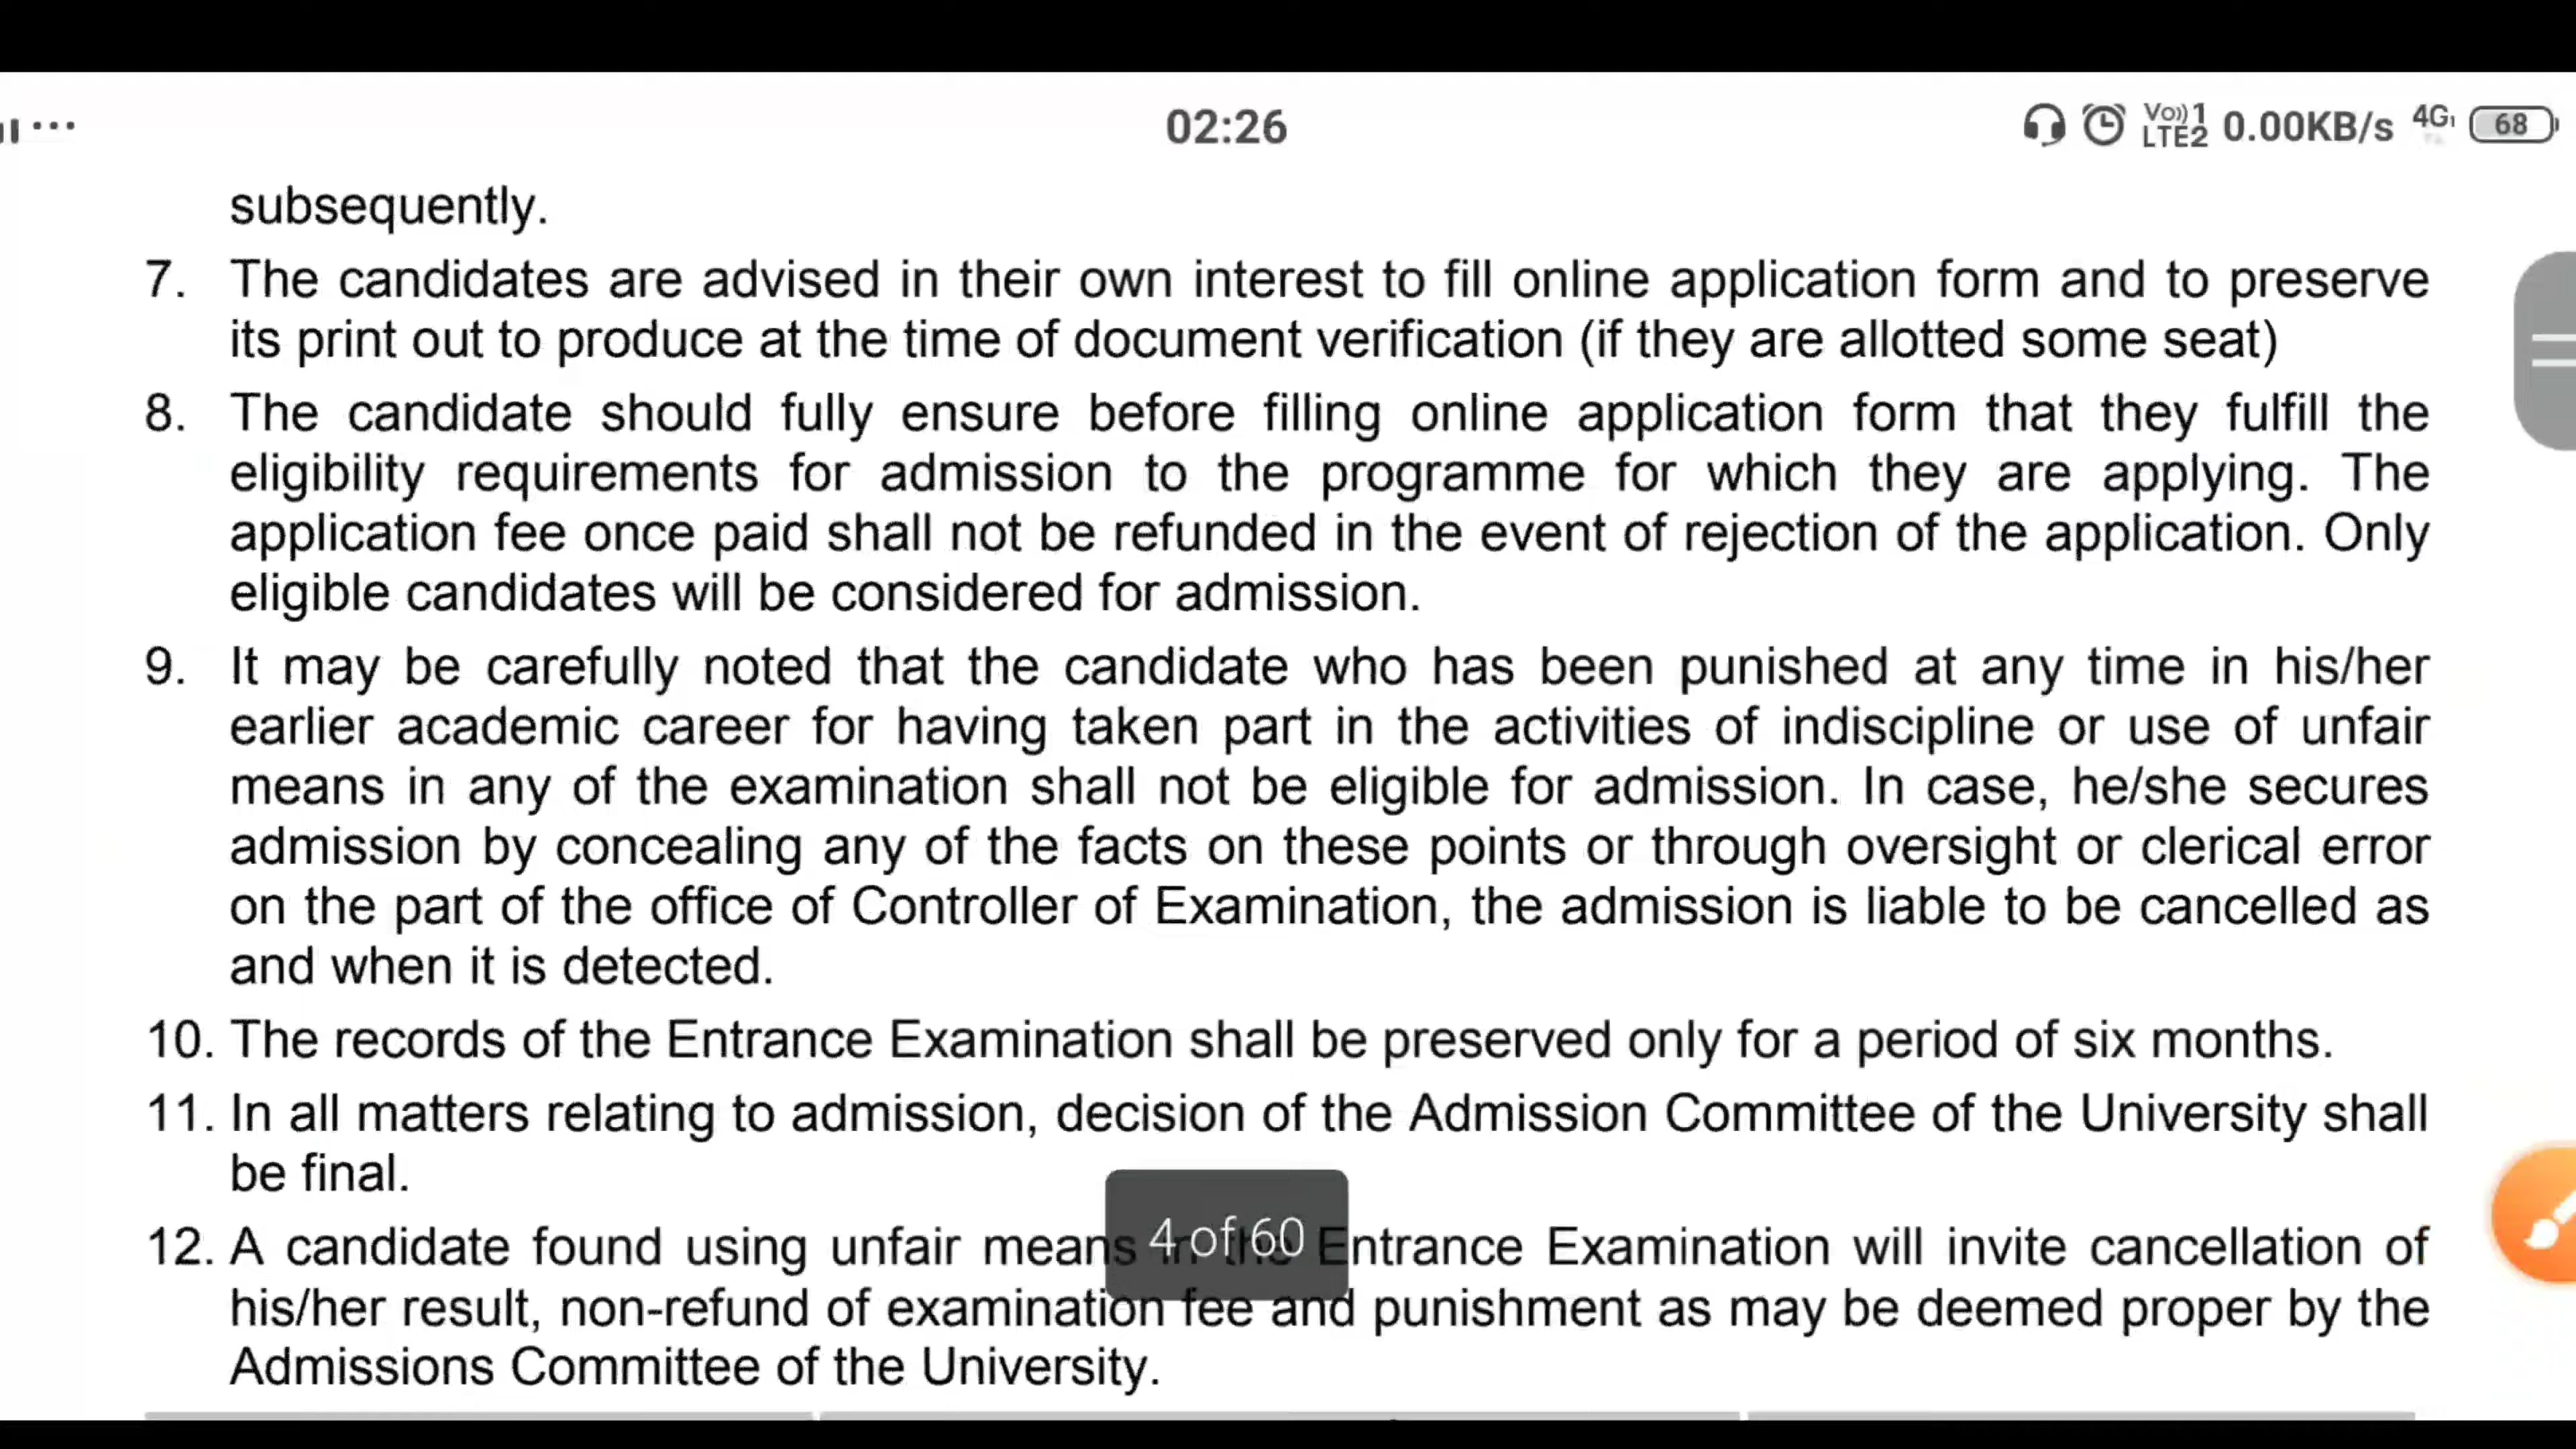 02:26
Vo)) 1
LTE2 0.00KB/s 4G 68
subsequently.
7. The candidates are advised in their own interest to fill online application form and to preserve
its print out to produce at the time of document verification (if they are allotted some seat)
8. The candidate should fully ensure before filling online application form that they fulfill the
eligibility requirements for admission to the programme for which they are applying. The
application fee once paid shall not be refunded in the event of rejection of the application. Only
eligible candidates will be considered for admission.
9. It may be carefully noted that the candidate who has been punished at any time in his/her
earlier academic career for having taken part in the activities of indiscipline or use of unfair
means in any of the examination shall not be eligible for admission. In case, he/she secures
admission by concealing any of the facts on these points or through oversight or clerical error
on the part of the office of Controller of Examination, the admission is liable to be cancelled as
and when it is detected.
10. The records of the Entrance Examination shall be preserved only for a period of six months.
11. In all matters relating to admission, decision of the Admission Committee of the University shall
be final.
12. A candidate found using unfair means in the Entrance Examination will invite cancellation of
4 of 60
his/her result, non-refund of examination fee and punishment as may be deemed proper by the
Admissions Committee of the University.